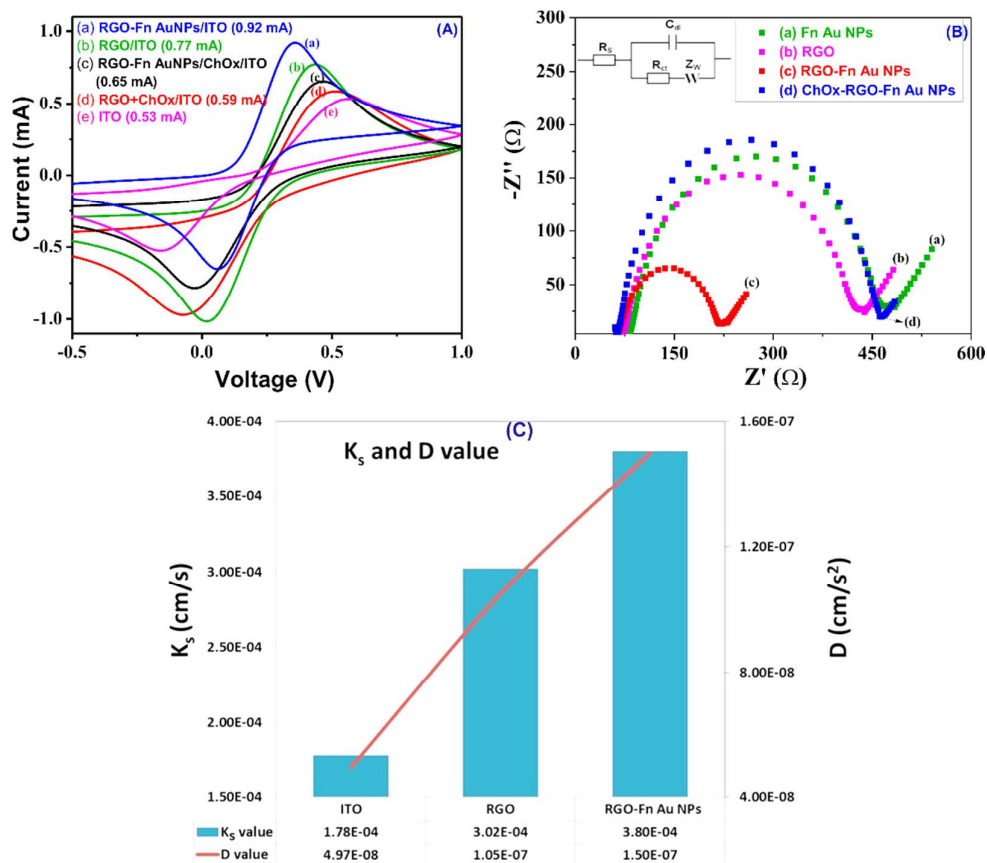 (a) RGO-Fn AuNPs/ITO (0.92 mA)
(b) RGO/ITO (0.77 mA)
(c) RGO-Fn AuNPs/ChOx/ITO
(0.65 mA)
(d) RGO+ChOx/ITO (0.59 mA)
(e) ITO (0.53 mA)
(A)
(a)
(b)
(c)
(d)
(e)
Current (mA)
1.0
0.5
0.0
-0.5
-1.0
-0.5
0.0
0.5
1.0
Voltage (V)
(B)
(a) Fn Au NPs
(b) RGO
(c) RGO-Fn Au NPs
(d) ChOx-RGO-Fn Au NPs
Cdl
RS
Rct
ZW
-Z'' (Ω)
300
250
200
150
100
50
(a)
(b)
(c)
(d)
0
150
300
450
600
Z' (Ω)
(C)
Ks and D value
Ks (cm/s)
4.00E-04
3.50E-04
3.00E-04
2.50E-04
2.00E-04
1.50E-04
D (cm/s²)
1.60E-07
1.20E-07
8.00E-08
4.00E-08
ITO RGO RGO-Fn Au NPs
Ks value 1.78E-04 3.02E-04 3.80E-04
D value 4.97E-08 1.05E-07 1.50E-07